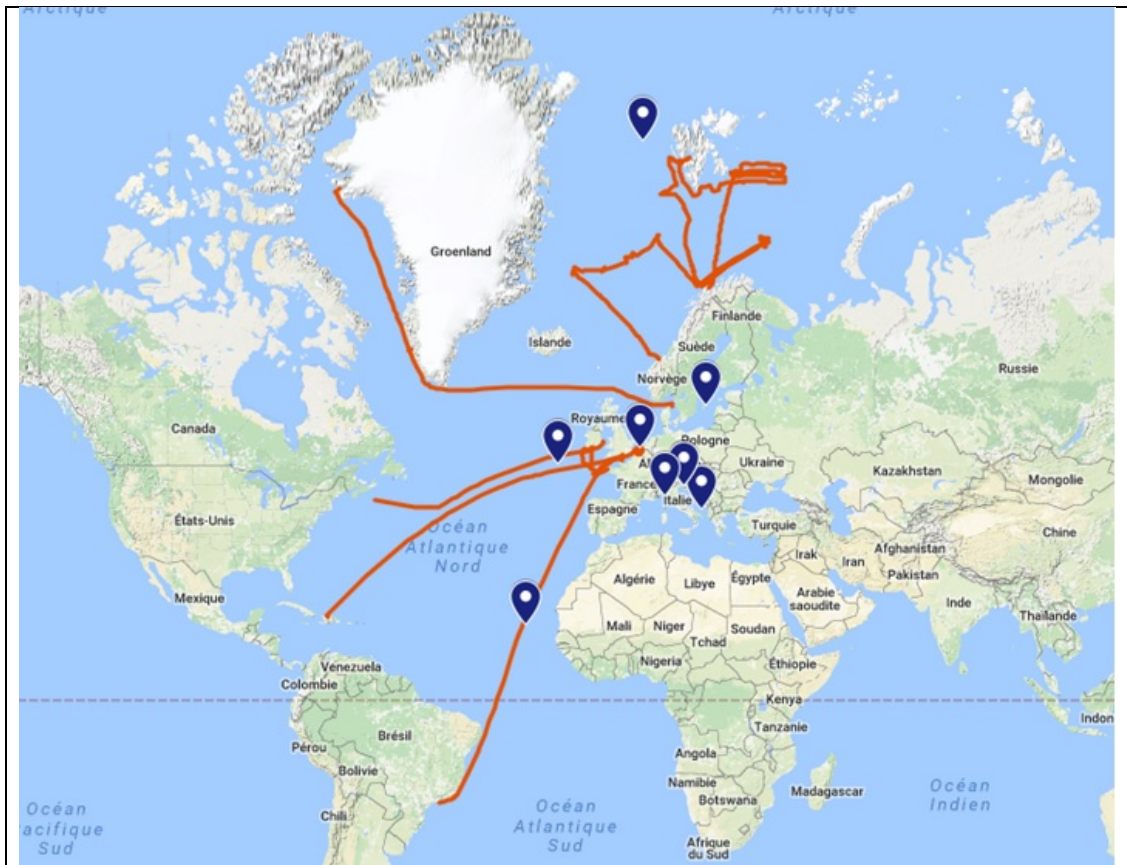 Arctique
Arctique
Groenland
Finlande
Islande
Suède
Russie
Norvège
Canada
Royaume
Pologne
Al
Ukraine
Kazakhstan
France
Mongolie
Italie
États-Unis
Espagne
Océan
Atlantique
Nord
Turquie
Chine
Irak
Iran
Afghanistan
Pakistan
Algérie
Libye
Égypte
Arabie
saoudite
Mexique
Inde
Mali
Niger
Tchad
Soudan
Thaïlande
Venezuela
Nigeria
Éthiopie
Colombie
Kenya
Indon
Brésil
Tanzanie
Pérou
Angola
Bolivie
Namibie
Madagascar
Botswana
Océan
Indien
Océan
acifique
Sud
Chili
Océan
Atlantique
Sud
Afrique
du Sud